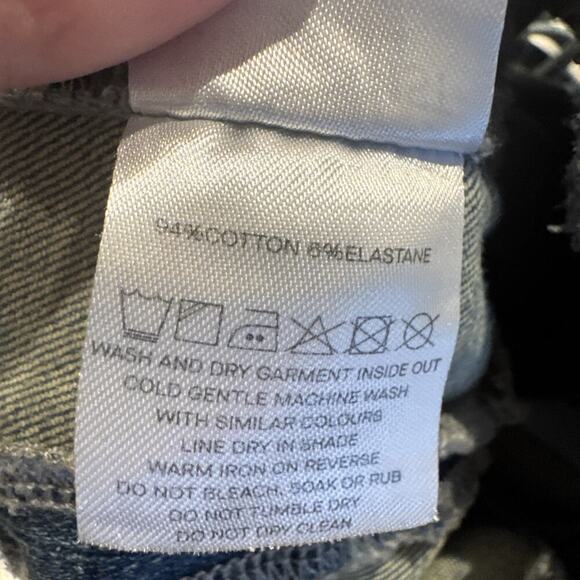 94%COTTON 6%ELASTANE
WASH AND DRY GARMENT INSIDE OUT
COLD GENTLE MACHINE WASH
WITH SIMILAR COLOURS
LINE DRY IN SHADE
WARM IRON ON REVERSE
DO NOT BLEACH, SOAK OR RUB
DO NOT TUMBLE DRY
DO NOT DRY CLEAN